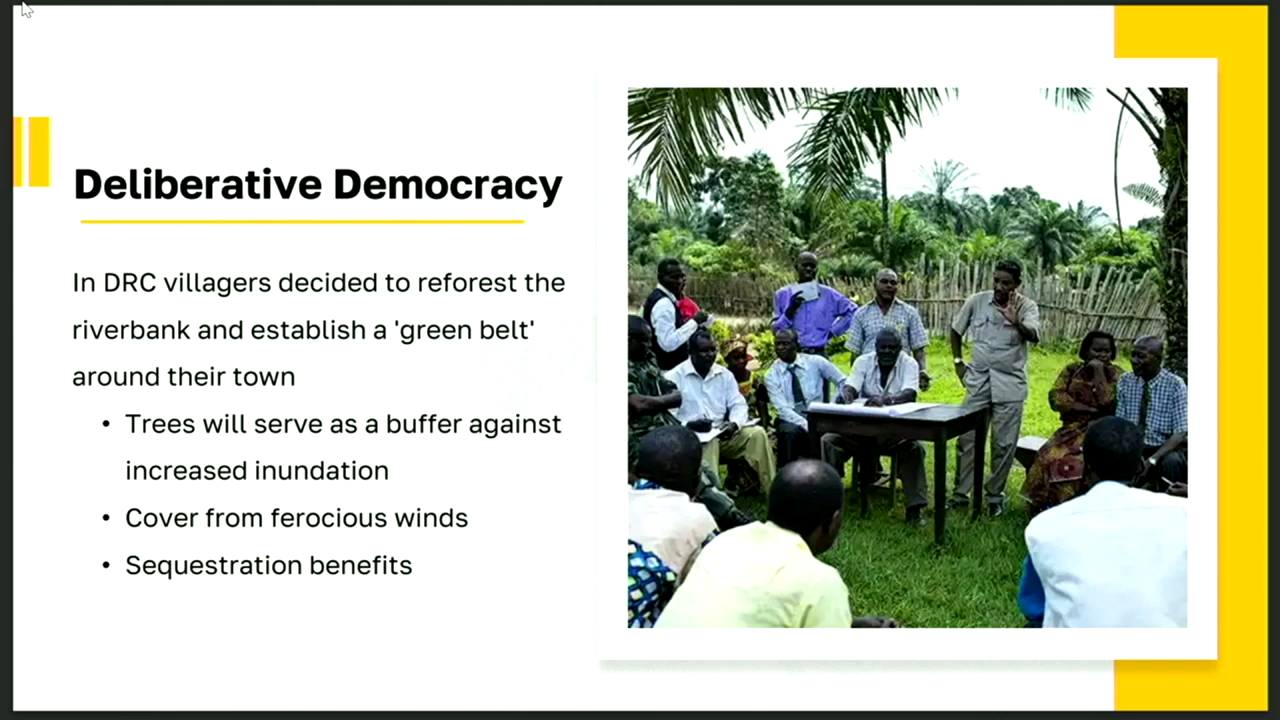 Deliberative Democracy
In DRC villagers decided to reforest the
riverbank and establish a 'green belt'
around their town
• Trees will serve as a buffer against
increased inundation
• Cover from ferocious winds
• Sequestration benefits